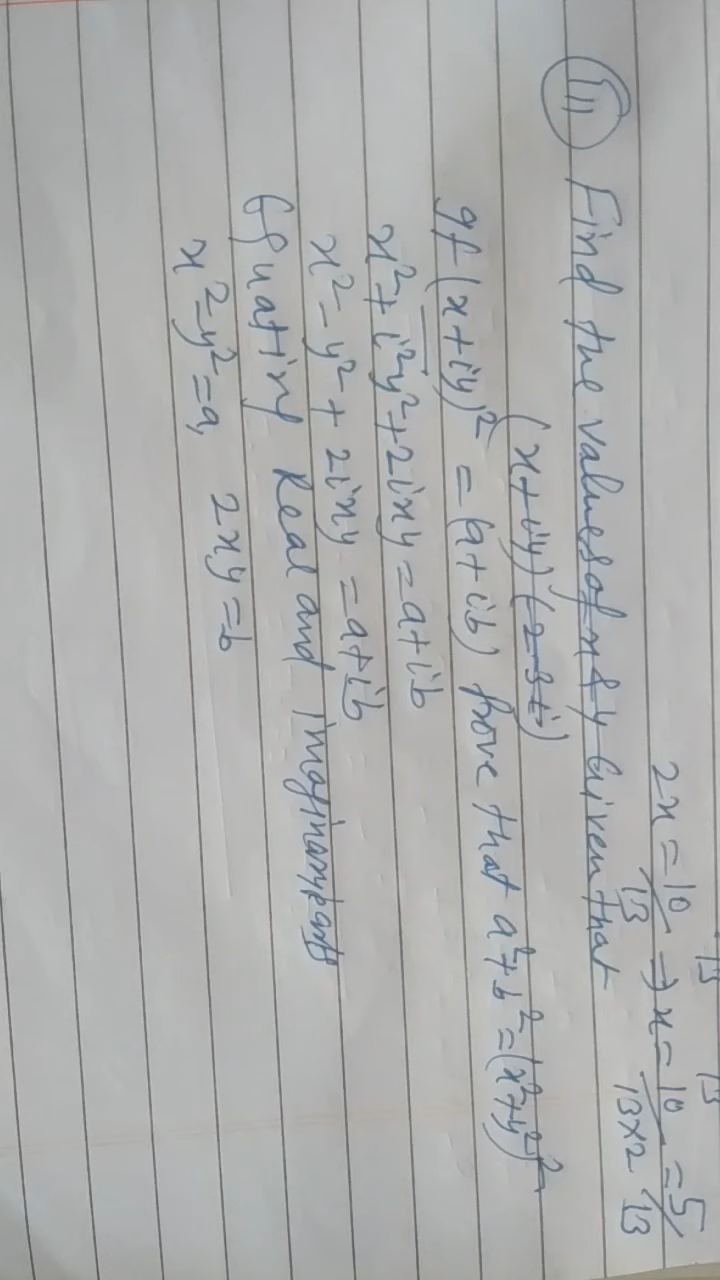 13 13
2x = 10/13 ⇒ x = 10/13×2 = 5/13
(iii) Find the values of x & y Given that
(x+iy) (2-3i)
If (x+iy)² = (a+ib) prove that a²+b²=(x²+y²)²
x²+i²y²+2ixy = a+ib
x²-y²+2ixy = a+ib
Equating Real and imaginary parts
x²-y²=a, 2xy=b